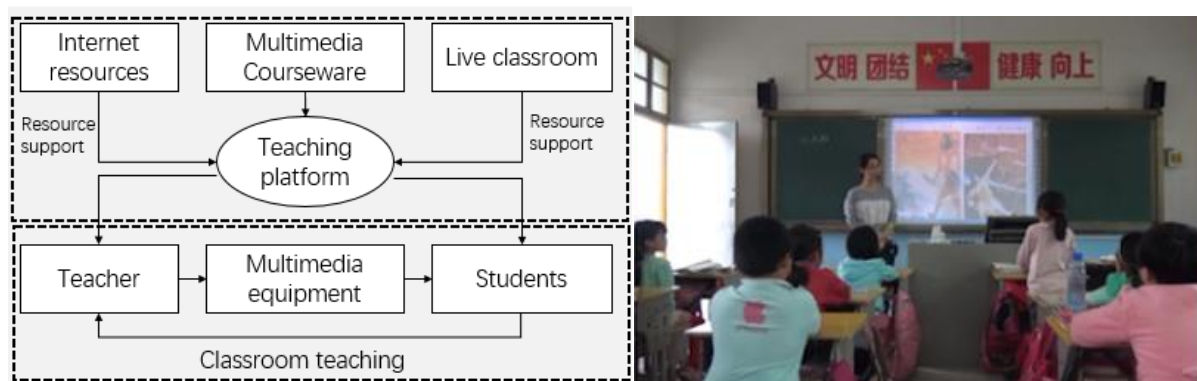 Internet
resources
Multimedia
Courseware
Live classroom
Resource
support
Resource
support
Teaching
platform
Teacher
Multimedia
equipment
Students
Classroom teaching
文明 团结
健康 向上